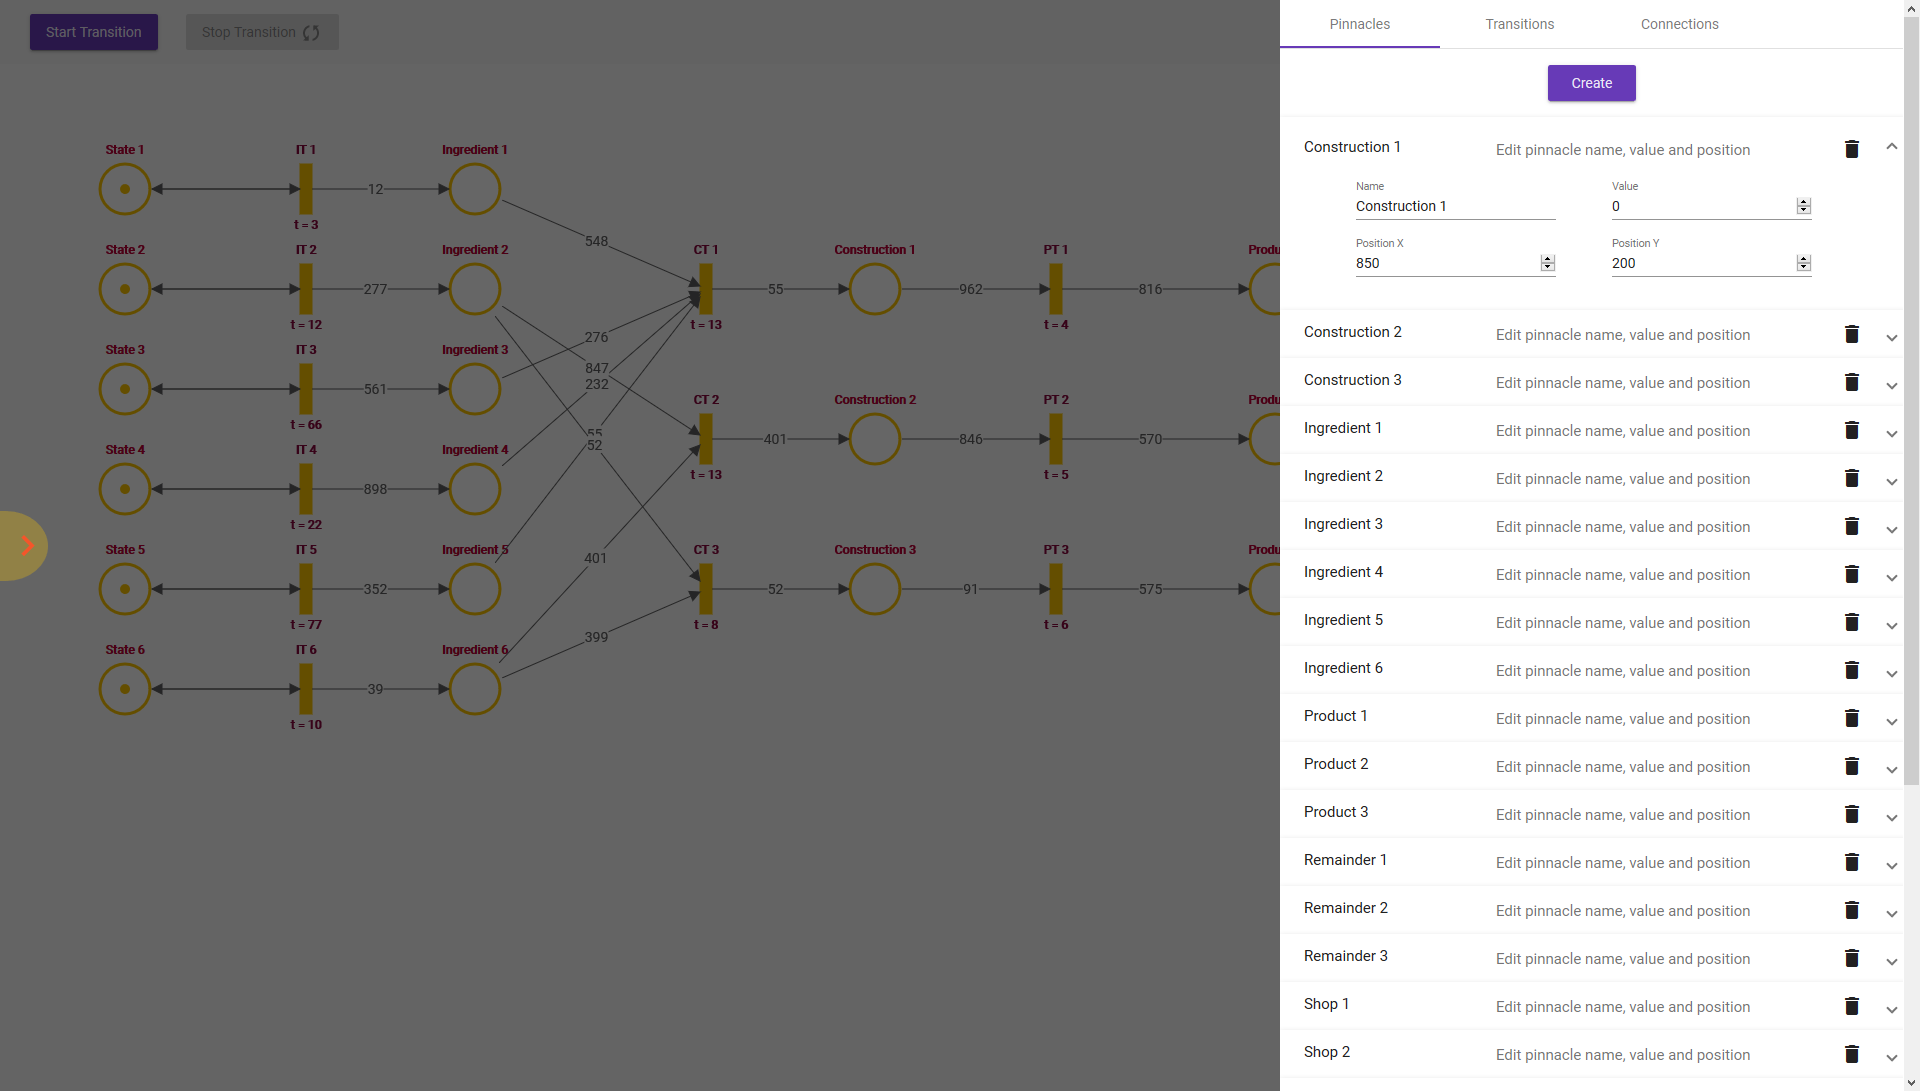 Start Transition
Stop Transition
Pinnacles
Transitions
Connections
Create
State 1
IT 1
Ingredient 1
12
t = 3
548
State 2
IT 2
Ingredient 2
CT 1
Construction 1
PT 1
Produ
277
55
962
816
t = 12
t = 13
t = 4
276
State 3
IT 3
Ingredient 3
847
232
561
CT 2
Construction 2
PT 2
Produ
t = 66
55
401
846
570
52
State 4
IT 4
Ingredient 4
t = 13
t = 5
898
t = 22
State 5
IT 5
Ingredient 5
CT 3
Construction 3
PT 3
Produ
401
352
52
91
575
t = 77
t = 8
t = 6
399
State 6
IT 6
Ingredient 6
39
t = 10
Construction 1
Edit pinnacle name, value and position
Name
Value
Construction 1
0
Position X
Position Y
850
200
Construction 2
Edit pinnacle name, value and position
Construction 3
Edit pinnacle name, value and position
Ingredient 1
Edit pinnacle name, value and position
Ingredient 2
Edit pinnacle name, value and position
Ingredient 3
Edit pinnacle name, value and position
Ingredient 4
Edit pinnacle name, value and position
Ingredient 5
Edit pinnacle name, value and position
Ingredient 6
Edit pinnacle name, value and position
Product 1
Edit pinnacle name, value and position
Product 2
Edit pinnacle name, value and position
Product 3
Edit pinnacle name, value and position
Remainder 1
Edit pinnacle name, value and position
Remainder 2
Edit pinnacle name, value and position
Remainder 3
Edit pinnacle name, value and position
Shop 1
Edit pinnacle name, value and position
Shop 2
Edit pinnacle name, value and position